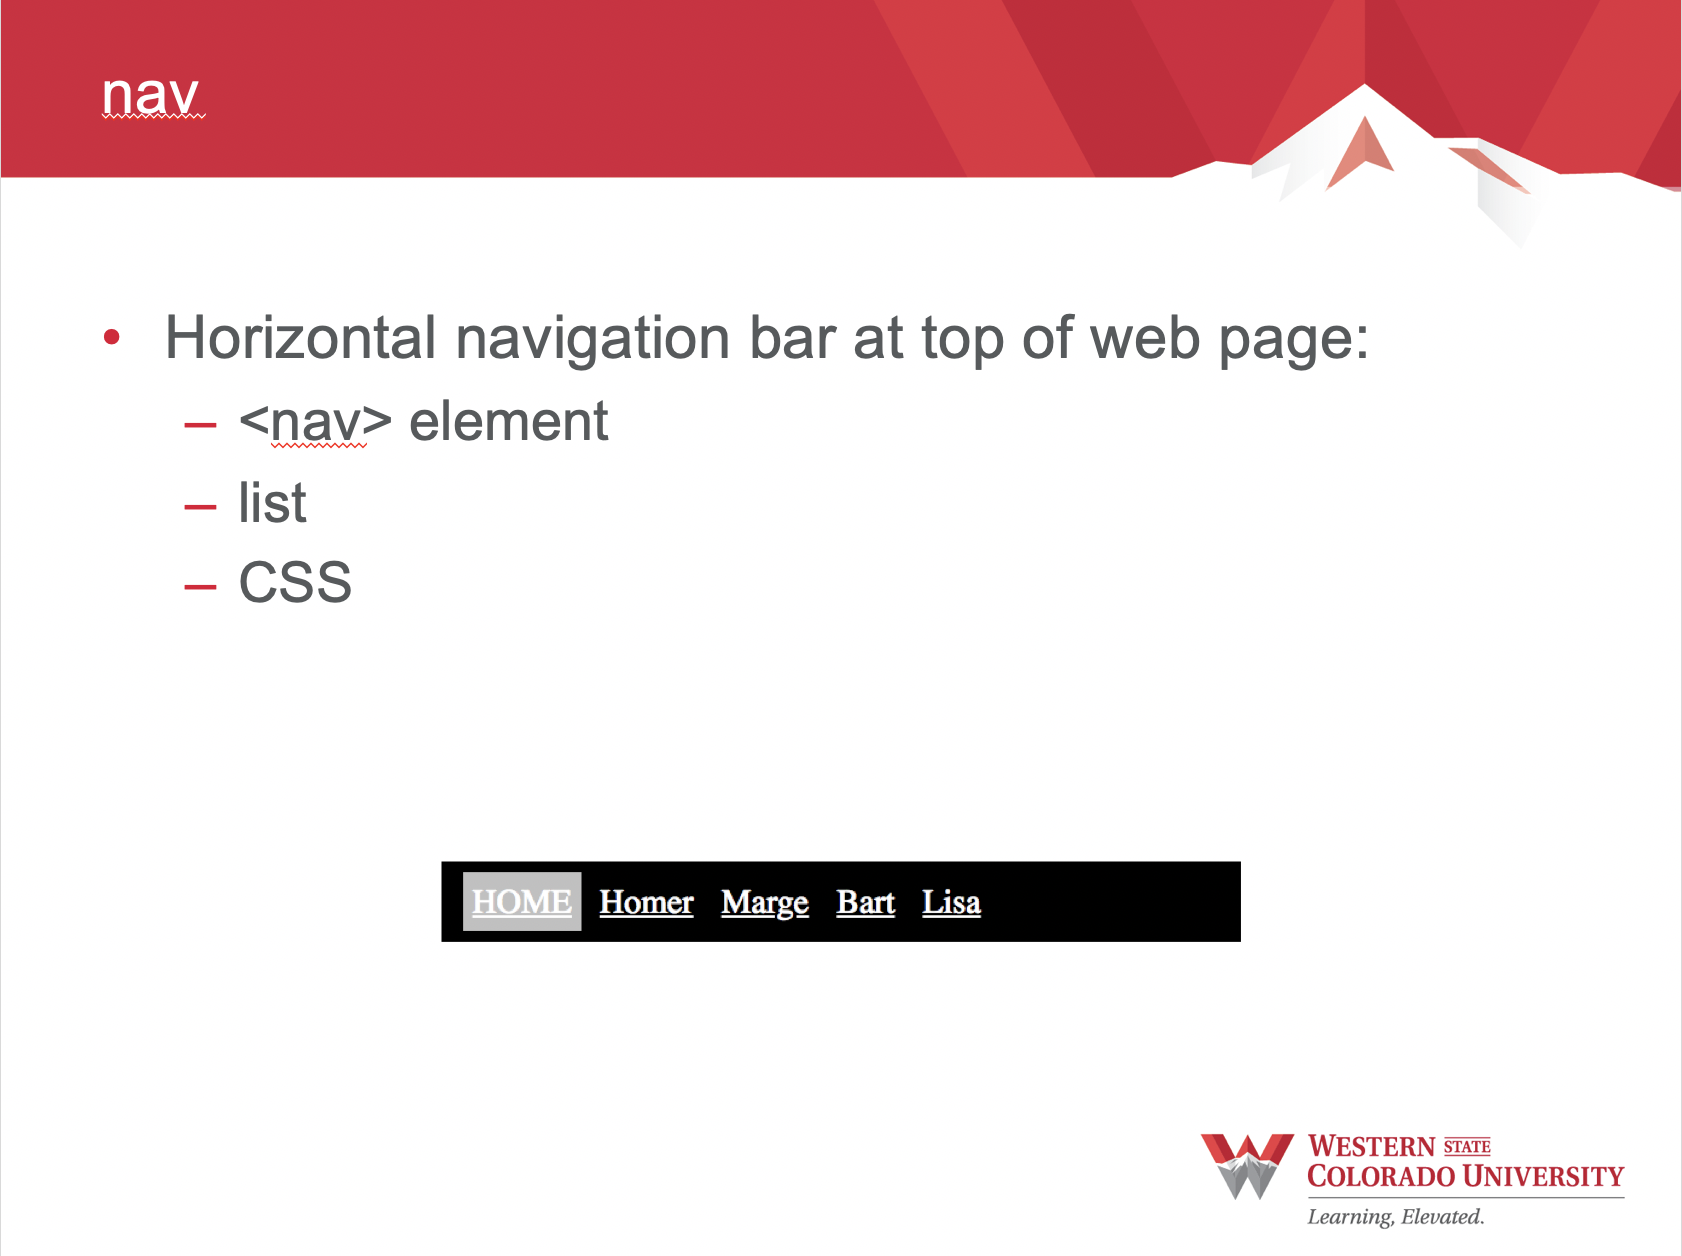 nav
• Horizontal navigation bar at top of web page:
– <nav> element
– list
– CSS
HOME Homer Marge Bart Lisa
WESTERN STATE
COLORADO UNIVERSITY
Learning, Elevated.